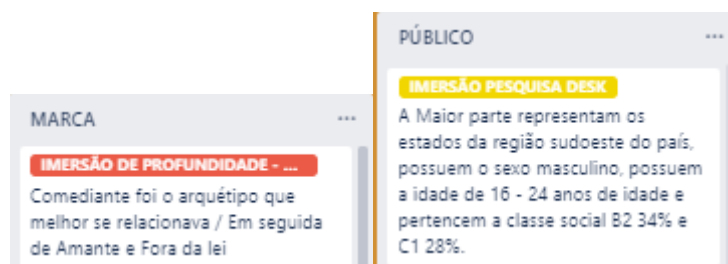 MARCA
IMERSÃO DE PROFUNDIDADE - ....
Comediante foi o arquétipo que
melhor se relacionava / Em seguida
de Amante e Fora da lei
PÚBLICO
IMERSÃO PESQUISA DESK
A Maior parte representam os
estados da região sudoeste do país,
possuem o sexo masculino, possuem
a idade de 16 - 24 anos de idade e
pertencem a classe social B2 34% e
C1 28%.